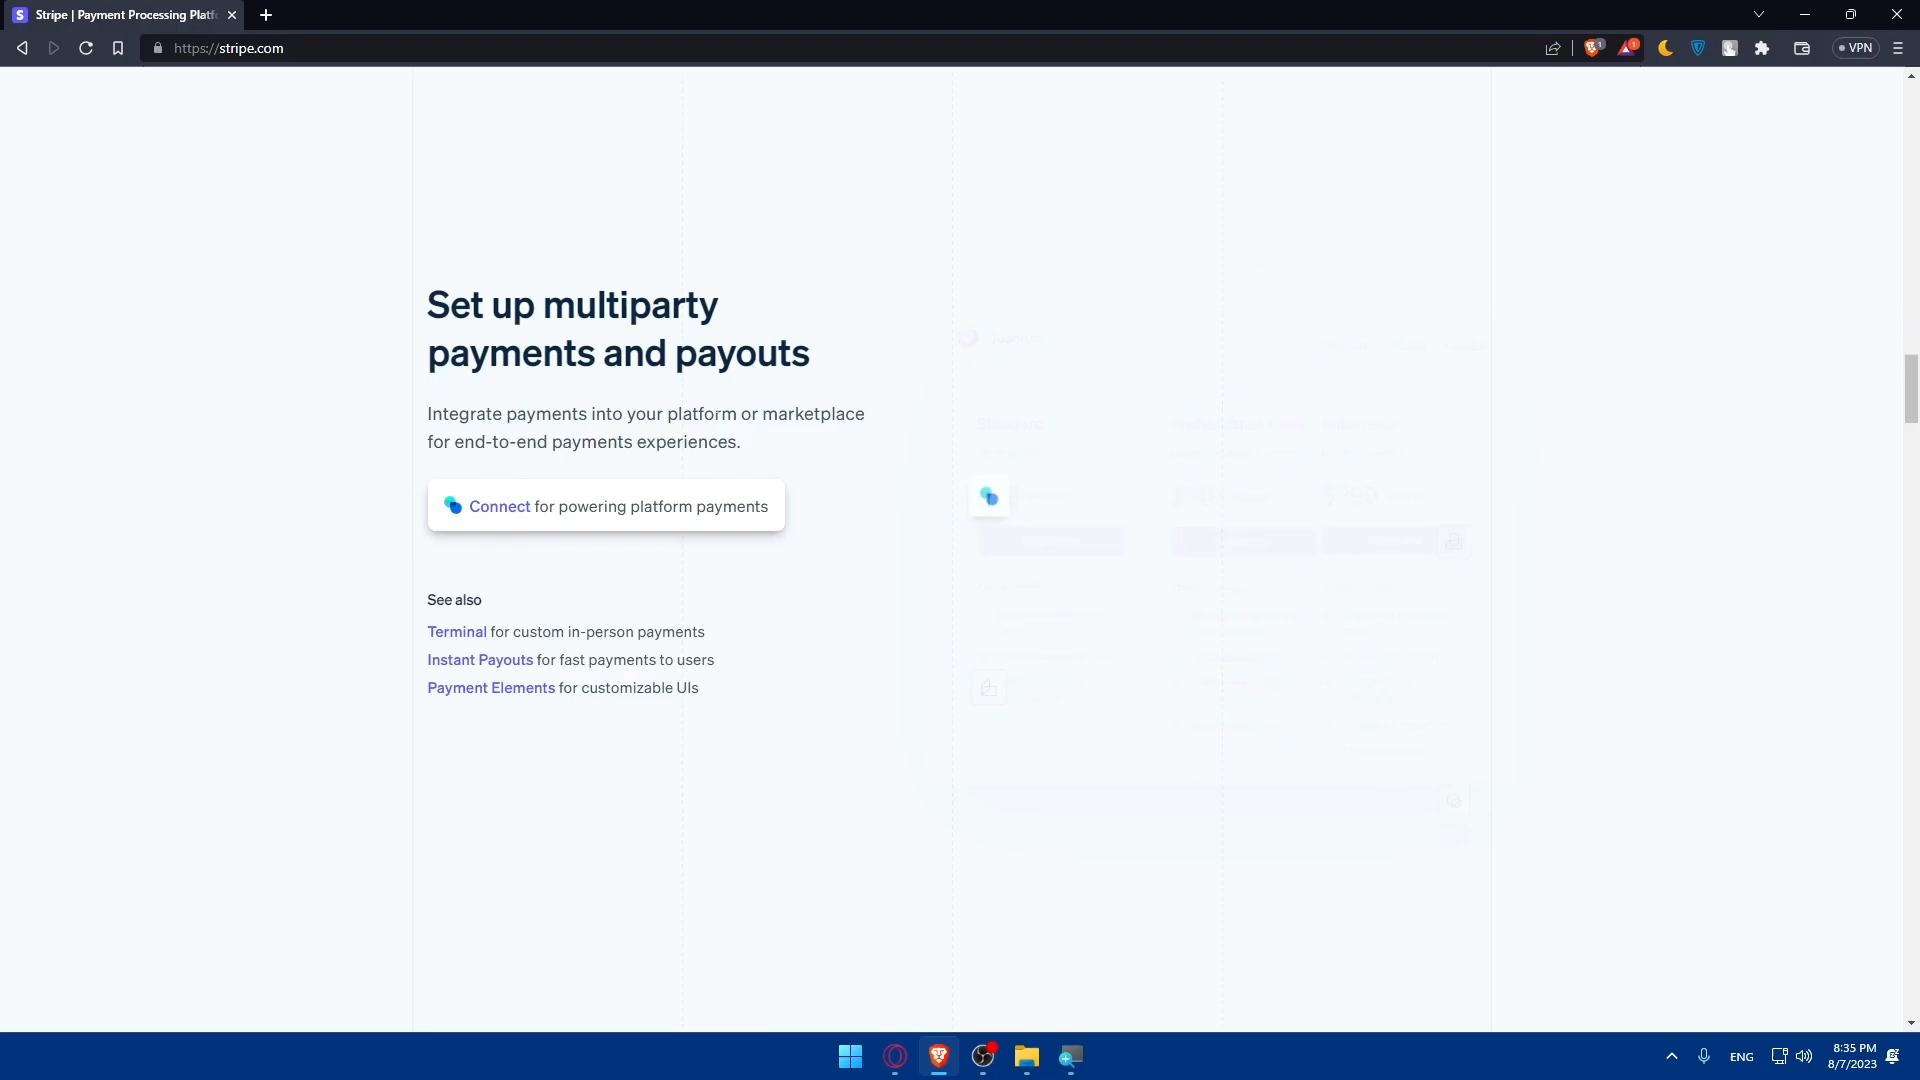 Stripe | Payment Processing Platf
https://stripe.com
1
1
VPN
Set up multiparty
payments and payouts
Integrate payments into your platform or marketplace
for end-to-end payments experiences.
Connect for powering platform payments
See also
Terminal for custom in-person payments
Instant Payouts for fast payments to users
Payment Elements for customizable UIs
ENG
8:35 PM
8/7/2023